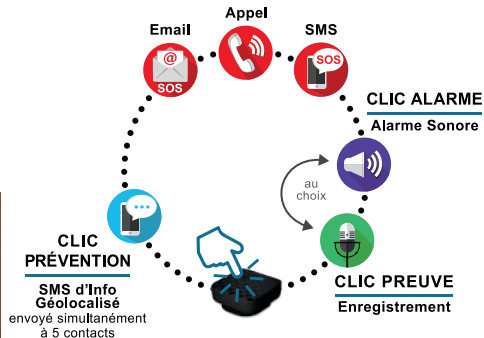 Appel
Email
SMS
@
SOS
SOS
CLIC ALARME
Alarme Sonore
au
choix
CLIC
PRÉVENTION
SMS d'Info
Géolocalisé
envoyé simultanément
à 5 contacts
CLIC PREUVE
Enregistrement